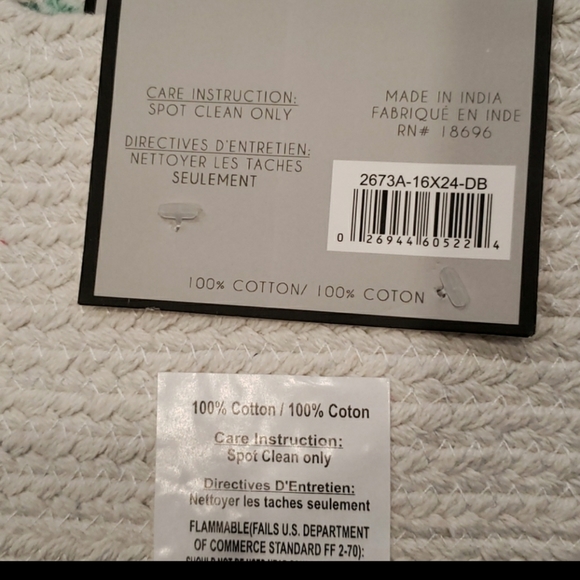 CARE INSTRUCTION:
SPOT CLEAN ONLY
DIRECTIVES D'ENTRETIEN:
NETTOYER LES TACHES
SEULEMENT
MADE IN INDIA
FABRIQUÉ EN INDE
RN# 18696
2673A-16X24-DB
0 26944 60522 4
100% COTTON/ 100% COTON
100% Cotton / 100% Coton
Care Instruction:
Spot Clean only
Directives D'Entretien:
Nettoyer les taches seulement
FLAMMABLE(FAILS U.S. DEPARTMENT
OF COMMERCE STANDARD FF 2-70):